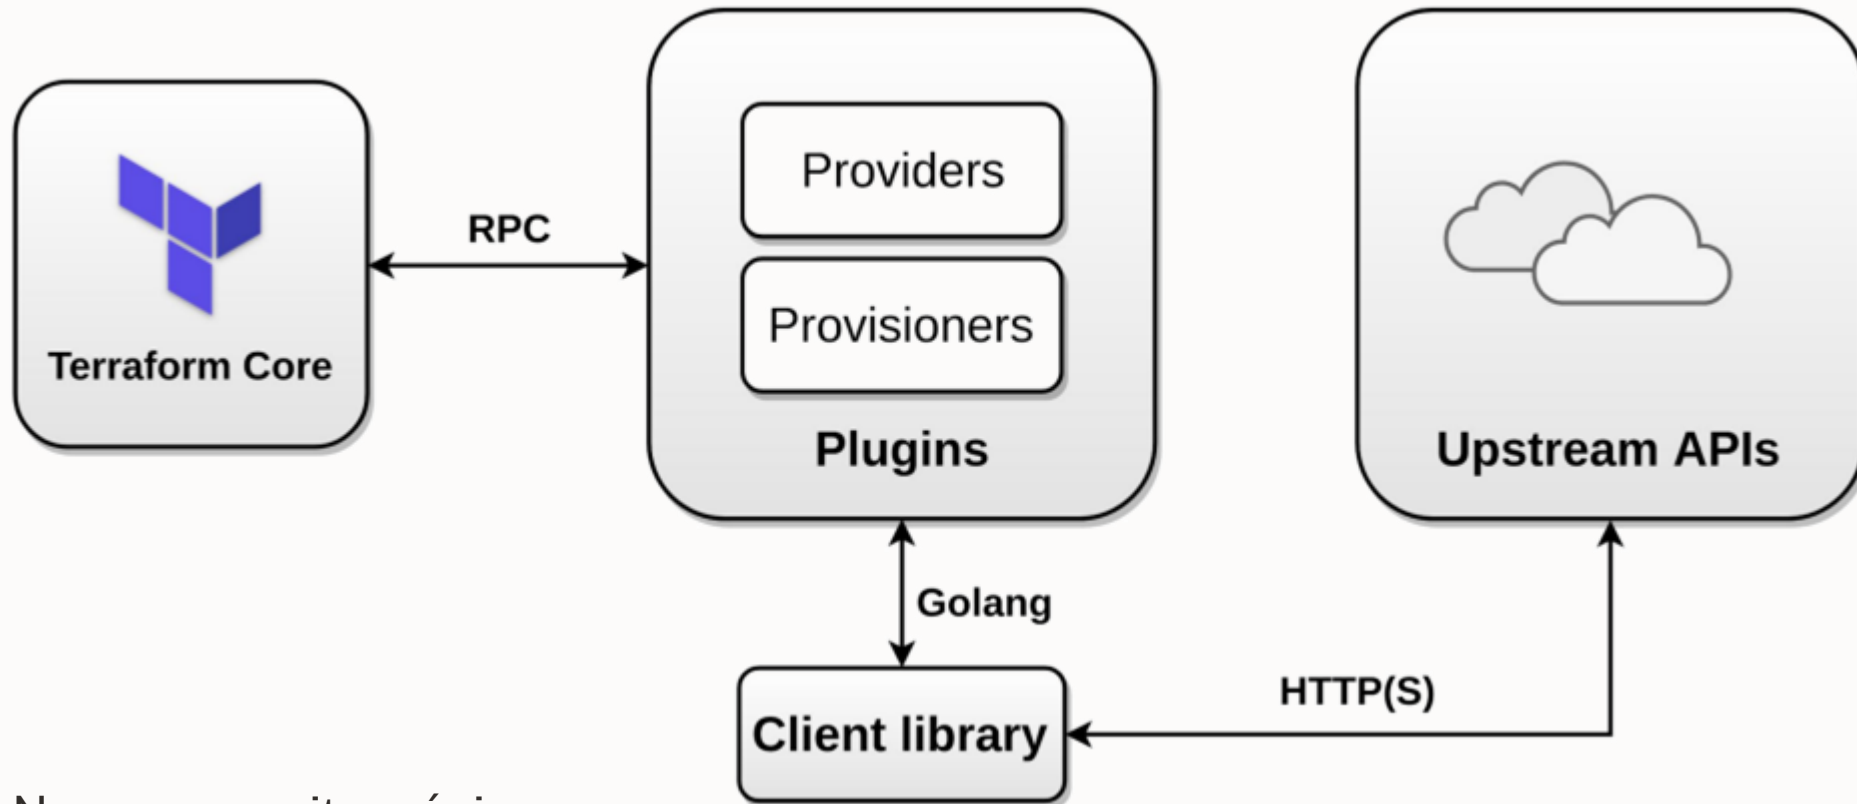 Terraform Core
RPC
Providers
Provisioners
Plugins
Upstream APIs
Golang
Client library
HTTP(S)